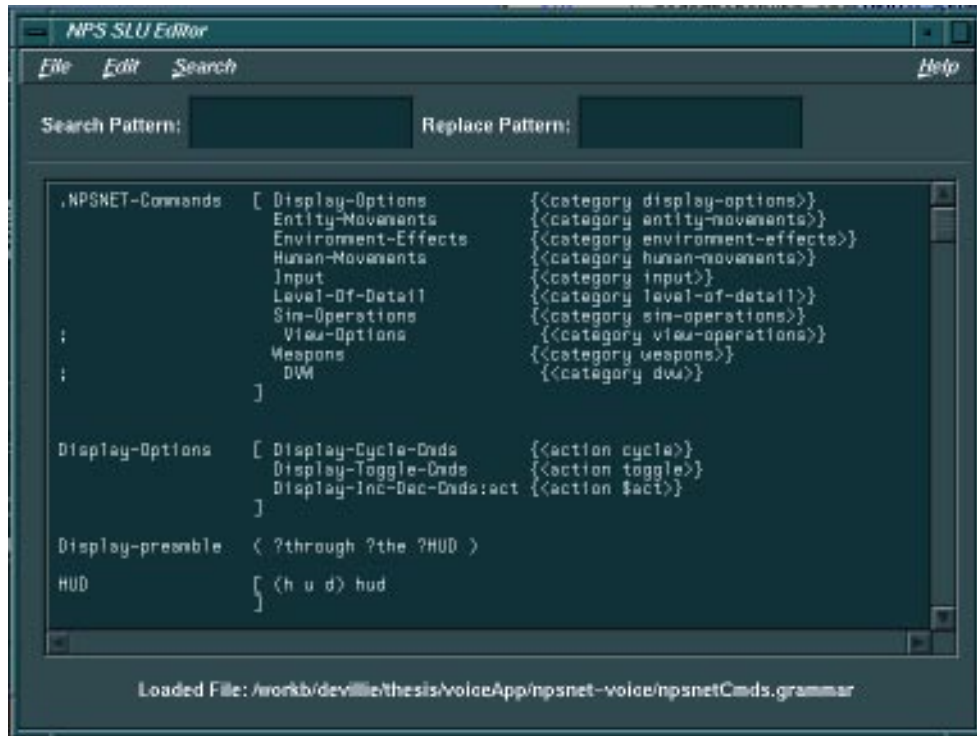 NPS SLU Editor
File Edit Search Help
Search Pattern: Replace Pattern:
.NPSNET-Commands [ Display-Options {<category display-options>}
Entity-Movements {<category entity-movements>}
Environment-Effects {<category environment-effects>}
Human-Movements {<category human-movements>}
Input {<category input>}
Level-Of-Detail {<category level-of-detail>}
Sim-Operations {<category sim-operations>}
; View-Options {<category view-operations>}
Weapons {<category weapons>}
; DVW {<category dvw>}
]
Display-Options [ Display-Cycle-Cmds {<action cycle>}
Display-Toggle-Cmds {<action toggle>}
Display-Inc-Dec-Cmds:act {<action $act>}
]
Display-preamble ( ?through ?the ?HUD )
HUD [ (h u d) hud
]
Loaded File: /workb/devillie/thesis/voiceApp/npsnet-voice/npsnetCmds.grammar